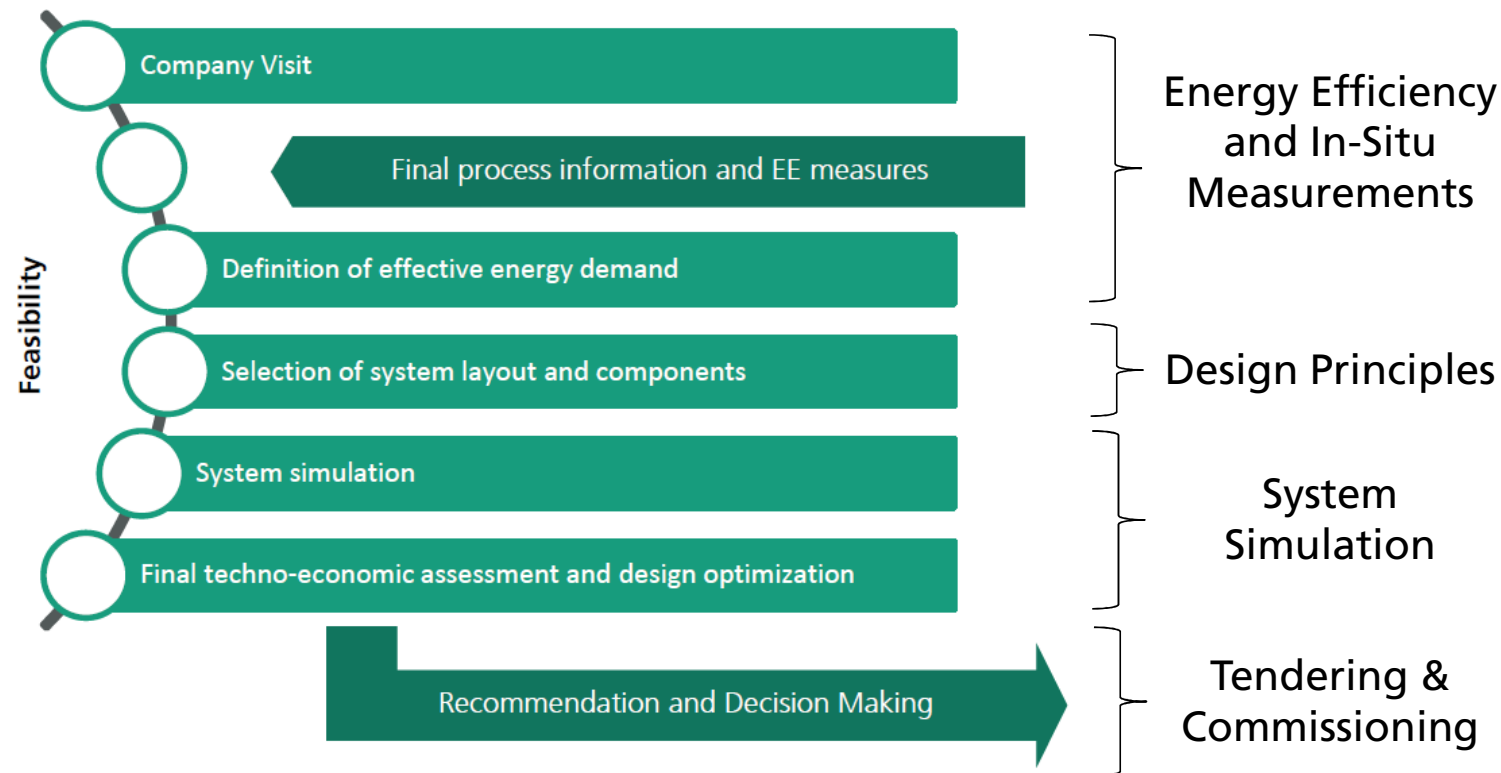 Feasibility
Company Visit
Final process information and EE measures
Definition of effective energy demand
Selection of system layout and components
System simulation
Final techno-economic assessment and design optimization
Recommendation and Decision Making
Energy Efficiency
and In-Situ
Measurements
Design Principles
System
Simulation
Tendering &
Commissioning